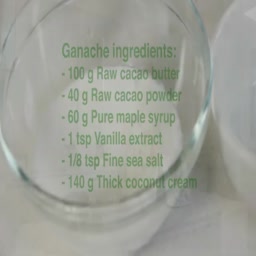 Ganache ingredients:
- 100 g Raw cacao butter
- 40 g Raw cacao powder
- 60 g Pure maple syrup
- 1 tsp Vanilla extract
- 1/8 tsp Fine sea salt
- 140 g Thick coconut cream